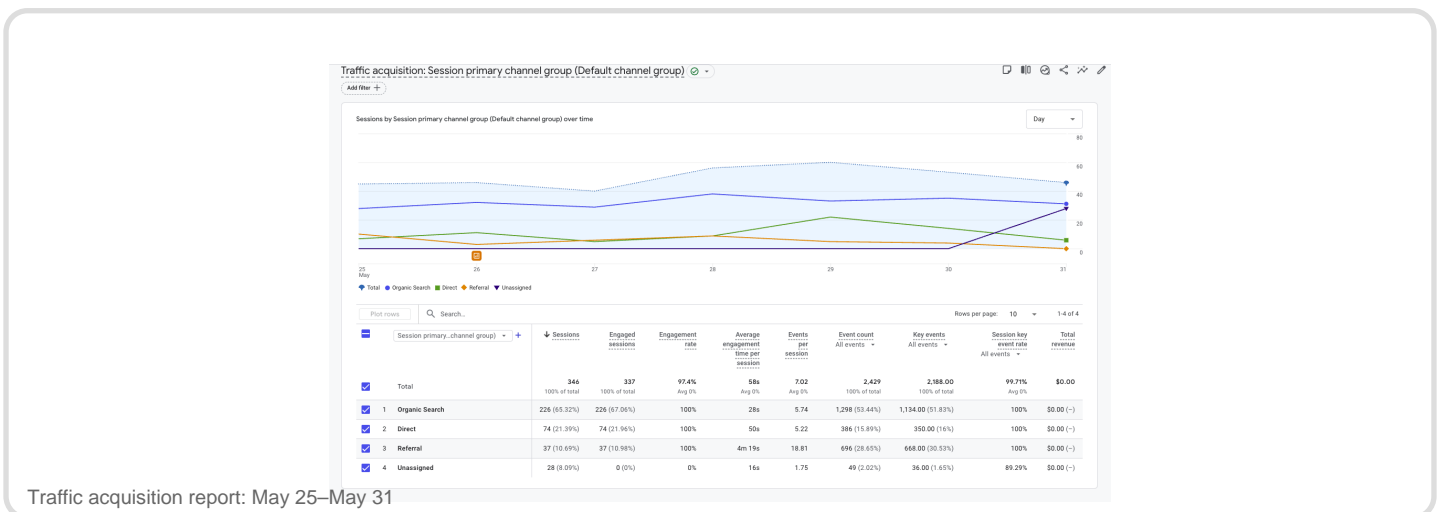 Traffic acquisition: Session primary channel group (Default channel group)
Add filter +
Sessions by Session primary channel group (Default channel group) over time
Day
80
60
40
20
0
25 May 26 27 28 29 30 31
Total Organic Search Direct Referral Unassigned
Plot rows Search... Rows per page: 10 1-4 of 4
Session primary...channel group) + Sessions Engaged sessions Engagement rate Average engagement time per session Events per session Event count All events Key events All events Session key event rate All events Total revenue
Total 346 337 97.4% 58s 7.02 2,429 2,188.00 99.71% $0.00
100% of total 100% of total Avg 0% Avg 0% Avg 0% 100% of total 100% of total Avg 0%
1 Organic Search 226 (65.32%) 226 (67.06%) 100% 28s 5.74 1,298 (53.44%) 1,134.00 (51.83%) 100% $0.00 (–)
2 Direct 74 (21.39%) 74 (21.96%) 100% 50s 5.22 386 (15.89%) 350.00 (16%) 100% $0.00 (–)
3 Referral 37 (10.69%) 37 (10.98%) 100% 4m 19s 18.81 696 (28.65%) 668.00 (30.53%) 100% $0.00 (–)
4 Unassigned 28 (8.09%) 0 (0%) 0% 16s 1.75 49 (2.02%) 36.00 (1.65%) 89.29% $0.00 (–)
Traffic acquisition report: May 25–May 31